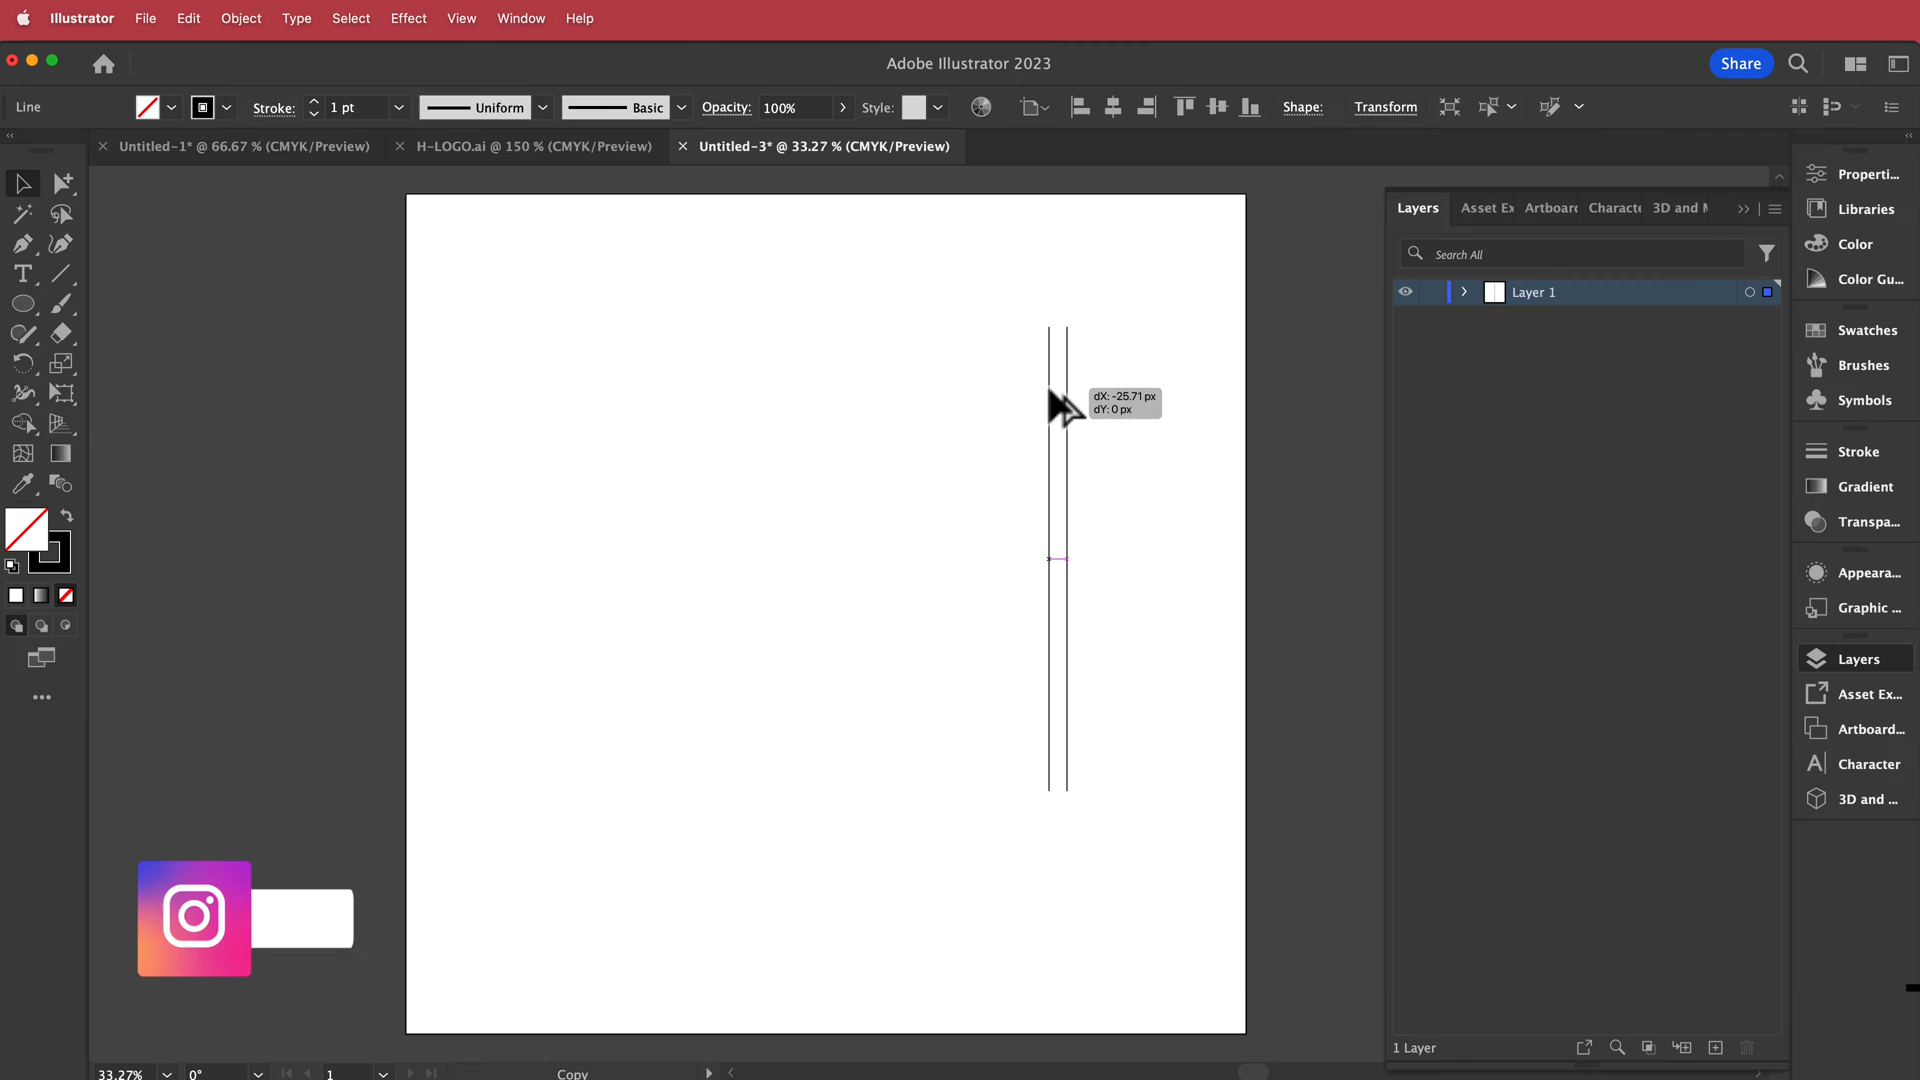 Illustrator File Edit Object Type Select Effect View Window Help
Adobe Illustrator 2023
Share
Line
Stroke:
1 pt
Uniform
Basic
Opacity:
100%
Style:
Shape:
Transform
Untitled-1* @ 66.67 % (CMYK/Preview)
H-LOGO.ai @ 150 % (CMYK/Preview)
Untitled-3* @ 33.27 % (CMYK/Preview)
Layers
Asset Ex
Artboard
Characte
3D and M
Search All
Layer 1
dX: -25.71 px
dY: 0 px
Properti...
Libraries
Color
Color Gu...
Swatches
Brushes
Symbols
Stroke
Gradient
Transpa...
Appeara...
Graphic ...
Layers
Asset Ex...
Artboard...
Character
3D and ...
1 Layer
33.27%
0°
1
Copy